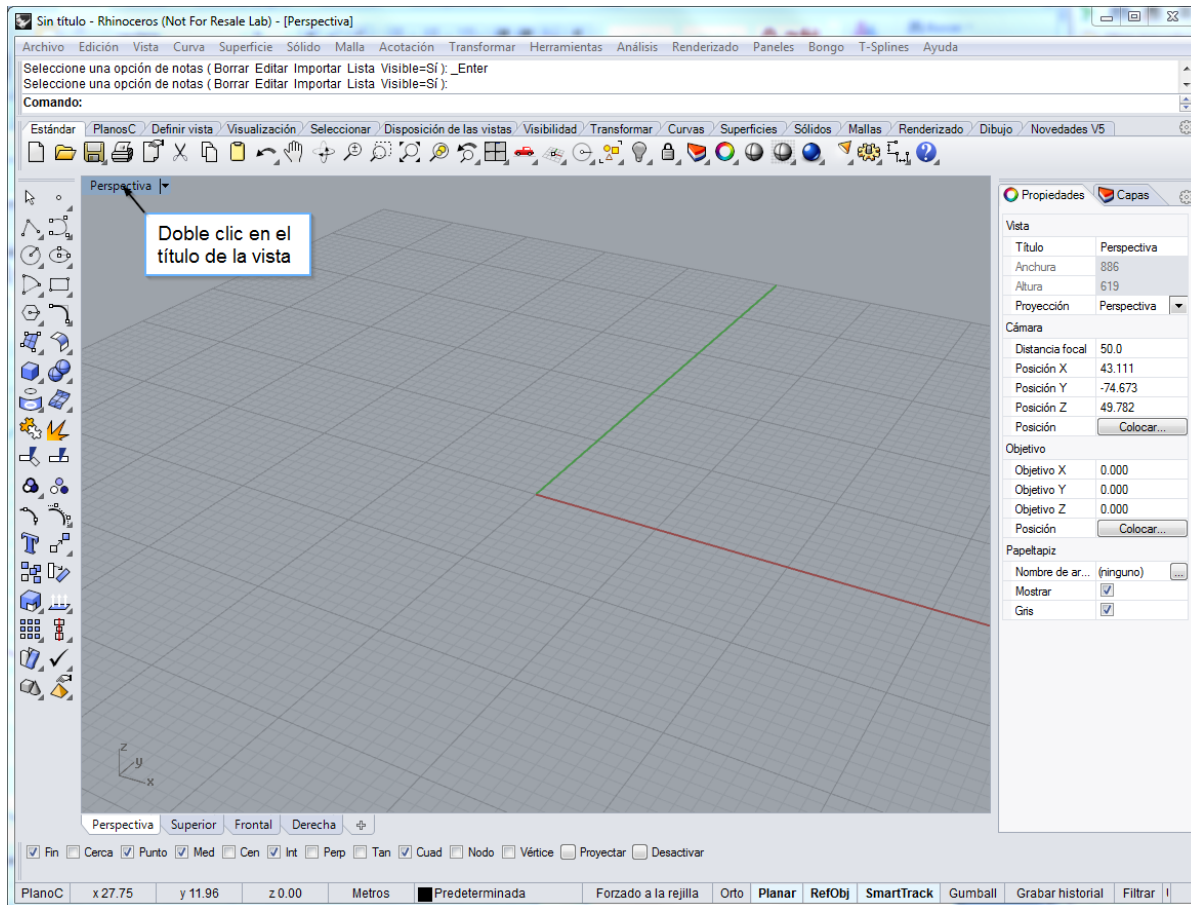 Sin título - Rhinoceros (Not For Resale Lab) - [Perspectiva]
Archivo Edición Vista Curva Superficie Sólido Malla Acotación Transformar Herramientas Análisis Renderizado Paneles Bongo T-Splines Ayuda
Seleccione una opción de notas ( Borrar Editar Importar Lista Visible=Sí ): _Enter
Seleccione una opción de notas ( Borrar Editar Importar Lista Visible=Sí ):
Comando:
Estándar PlanosC Definir vista Visualización Seleccionar Disposición de las vistas Visibilidad Transformar Curvas Superficies Sólidos Mallas Renderizado Dibujo Novedades V5
Perspectiva
Doble clic en el
título de la vista
z
y
x
Propiedades Capas
Vista
Título Perspectiva
Anchura 886
Altura 619
Proyección Perspectiva
Cámara
Distancia focal 50.0
Posición X 43.111
Posición Y -74.673
Posición Z 49.782
Posición Colocar...
Objetivo
Objetivo X 0.000
Objetivo Y 0.000
Objetivo Z 0.000
Posición Colocar...
Papeltapiz
Nombre de ar... (ninguno) ...
Mostrar
Gris
Perspectiva Superior Frontal Derecha
Fin Cerca Punto Med Cen Int Perp Tan Cuad Nodo Vértice Proyectar Desactivar
PlanoC x 27.75 y 11.96 z 0.00 Metros Predeterminada Forzado a la rejilla Orto Planar RefObj SmartTrack Gumball Grabar historial Filtrar